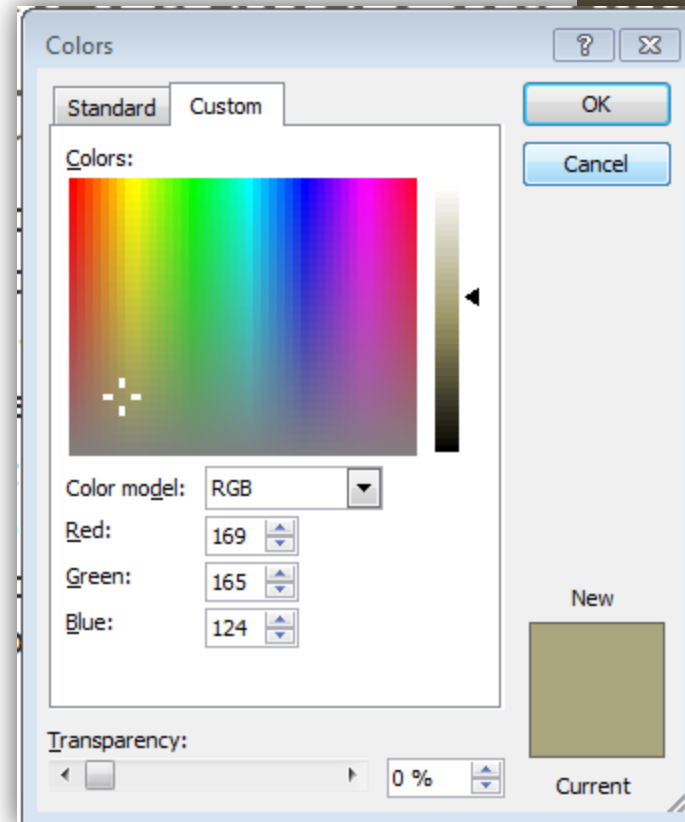 Colors
Standard Custom
OK
Cancel
Colors:
Color model: RGB
Red: 169
Green: 165
Blue: 124
New
Transparency:
0 %
Current